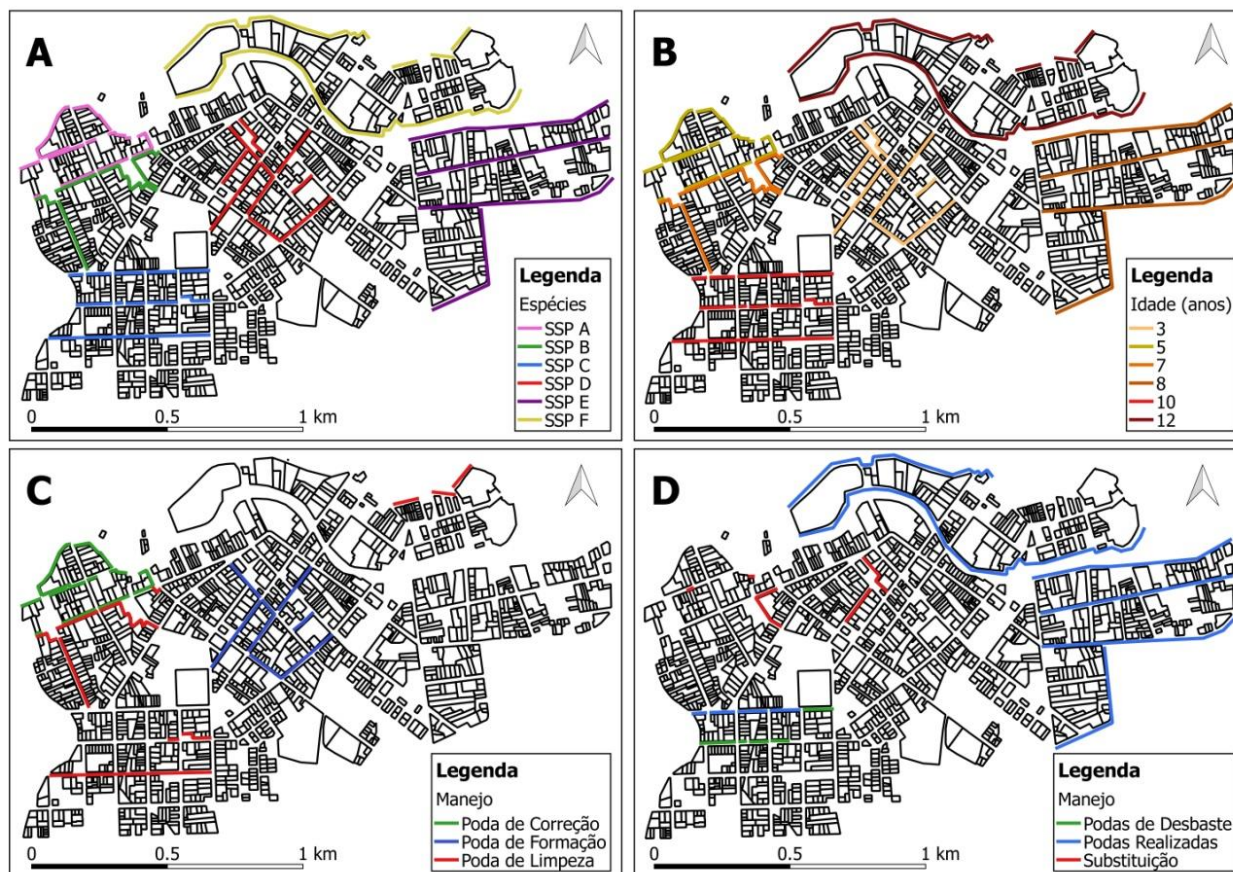 A
Legenda
Espécies
SSP A
SSP B
SSP C
SSP D
SSP E
SSP F
0 0.5 1 km
B
Legenda
Idade (anos)
3
5
7
8
10
12
0 0.5 1 km
C
Legenda
Manejo
Poda de Correção
Poda de Formação
Poda de Limpeza
0 0.5 1 km
D
Legenda
Manejo
Podas de Desbaste
Podas Realizadas
Substituição
0 0.5 1 km